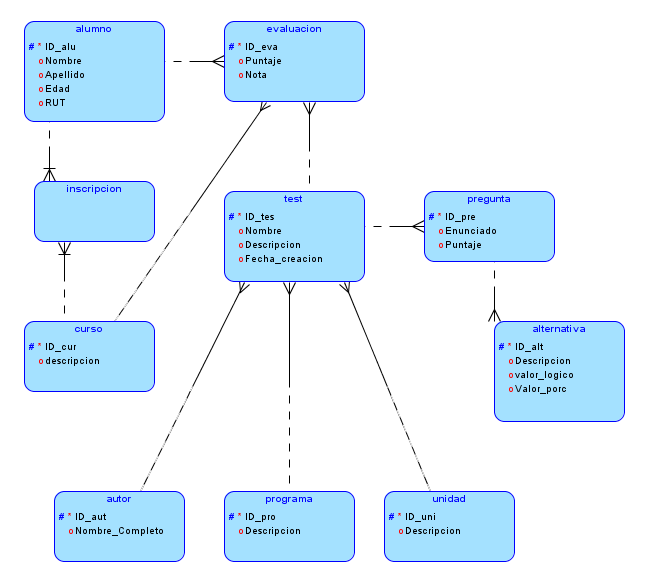 alumno
# * ID_alu
o Nombre
o Apellido
o Edad
o RUT
evaluacion
# * ID_eva
o Puntaje
o Nota
inscripcion
test
# * ID_tes
o Nombre
o Descripcion
o Fecha_creacion
pregunta
# * ID_pre
o Enunciado
o Puntaje
curso
# * ID_cur
o descripcion
alternativa
# * ID_alt
o Descripcion
o valor_logico
o Valor_porc
autor
# * ID_aut
o Nombre_Completo
programa
# * ID_pro
o Descripcion
unidad
# * ID_uni
o Descripcion